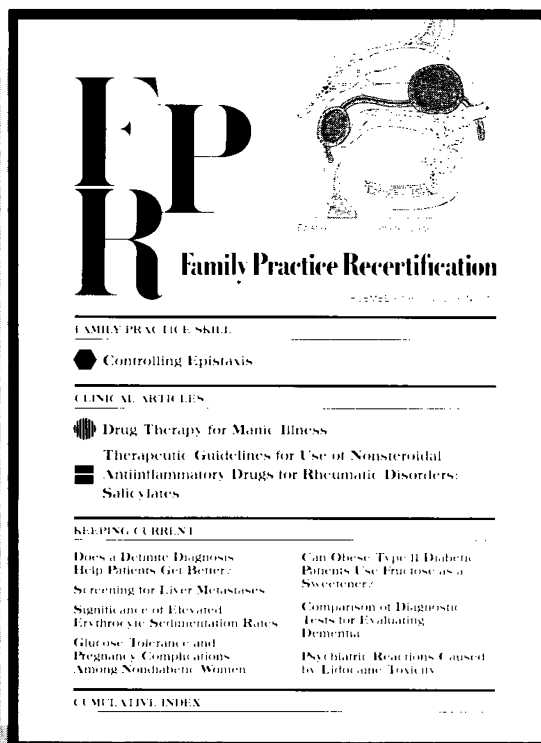 FPR
Family Practice Recertification
FAMILY PRACTICE SKILL
Controlling Epistaxis
CLINICAL ARTICLES
Drug Therapy for Manic Illness
Therapeutic Guidelines for Use of Nonsteroidal
Antiinflammatory Drugs for Rheumatic Disorders:
Salicylates
KEEPING CURRENT
Does a Definite Diagnosis
Help Patients Get Better?
Screening for Liver Metastases
Significance of Elevated
Erythrocyte Sedimentation Rates
Glucose Tolerance and
Pregnancy Complications
Among Nondiabetic Women
Can Obese Type II Diabetic
Patients Use Fructose as a
Sweetener?
Comparison of Diagnostic
Tests for Evaluating
Dementia
Psychiatric Reactions Caused
by Lidocaine Toxicity
CUMULATIVE INDEX